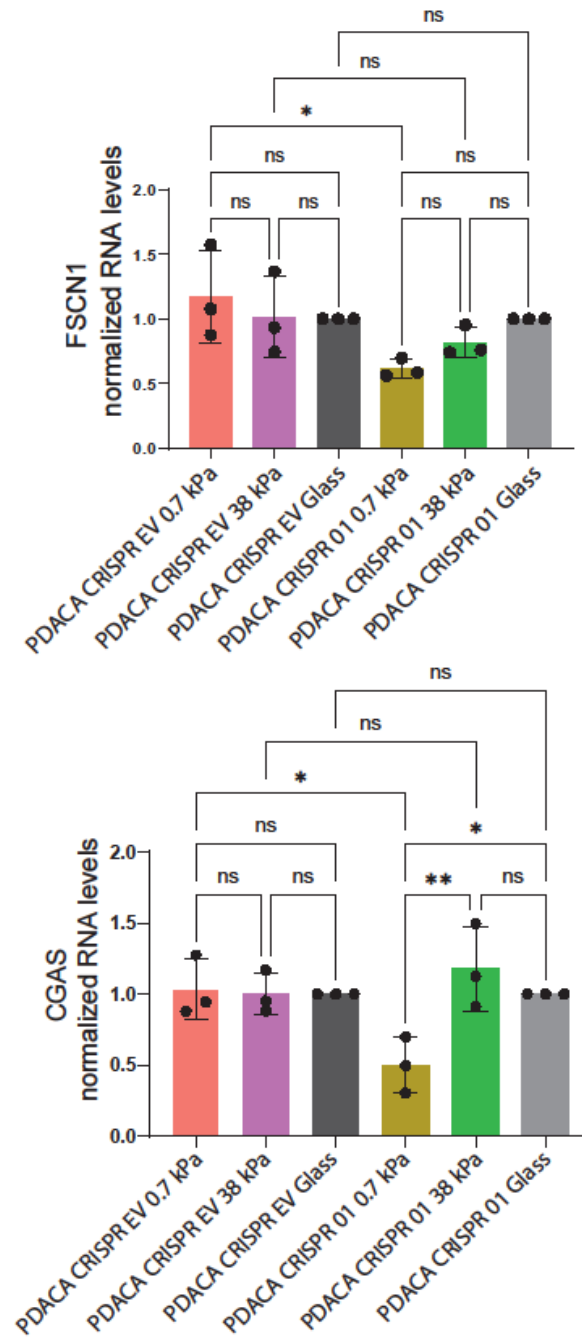 ns
ns
*
ns
ns
ns
ns
ns
ns
2.0
1.5
1.0
0.5
0.0
FSCN1
normalized RNA levels
PDACA CRISPR EV 0.7 kPa
PDACA CRISPR EV 38 kPa
PDACA CRISPR EV Glass
PDACA CRISPR 01 0.7 kPa
PDACA CRISPR 01 38 kPa
PDACA CRISPR 01 Glass
ns
ns
*
ns
*
ns
ns
**
ns
2.0
1.5
1.0
0.5
0.0
CGAS
normalized RNA levels
PDACA CRISPR EV 0.7 kPa
PDACA CRISPR EV 38 kPa
PDACA CRISPR EV Glass
PDACA CRISPR 01 0.7 kPa
PDACA CRISPR 01 38 kPa
PDACA CRISPR 01 Glass